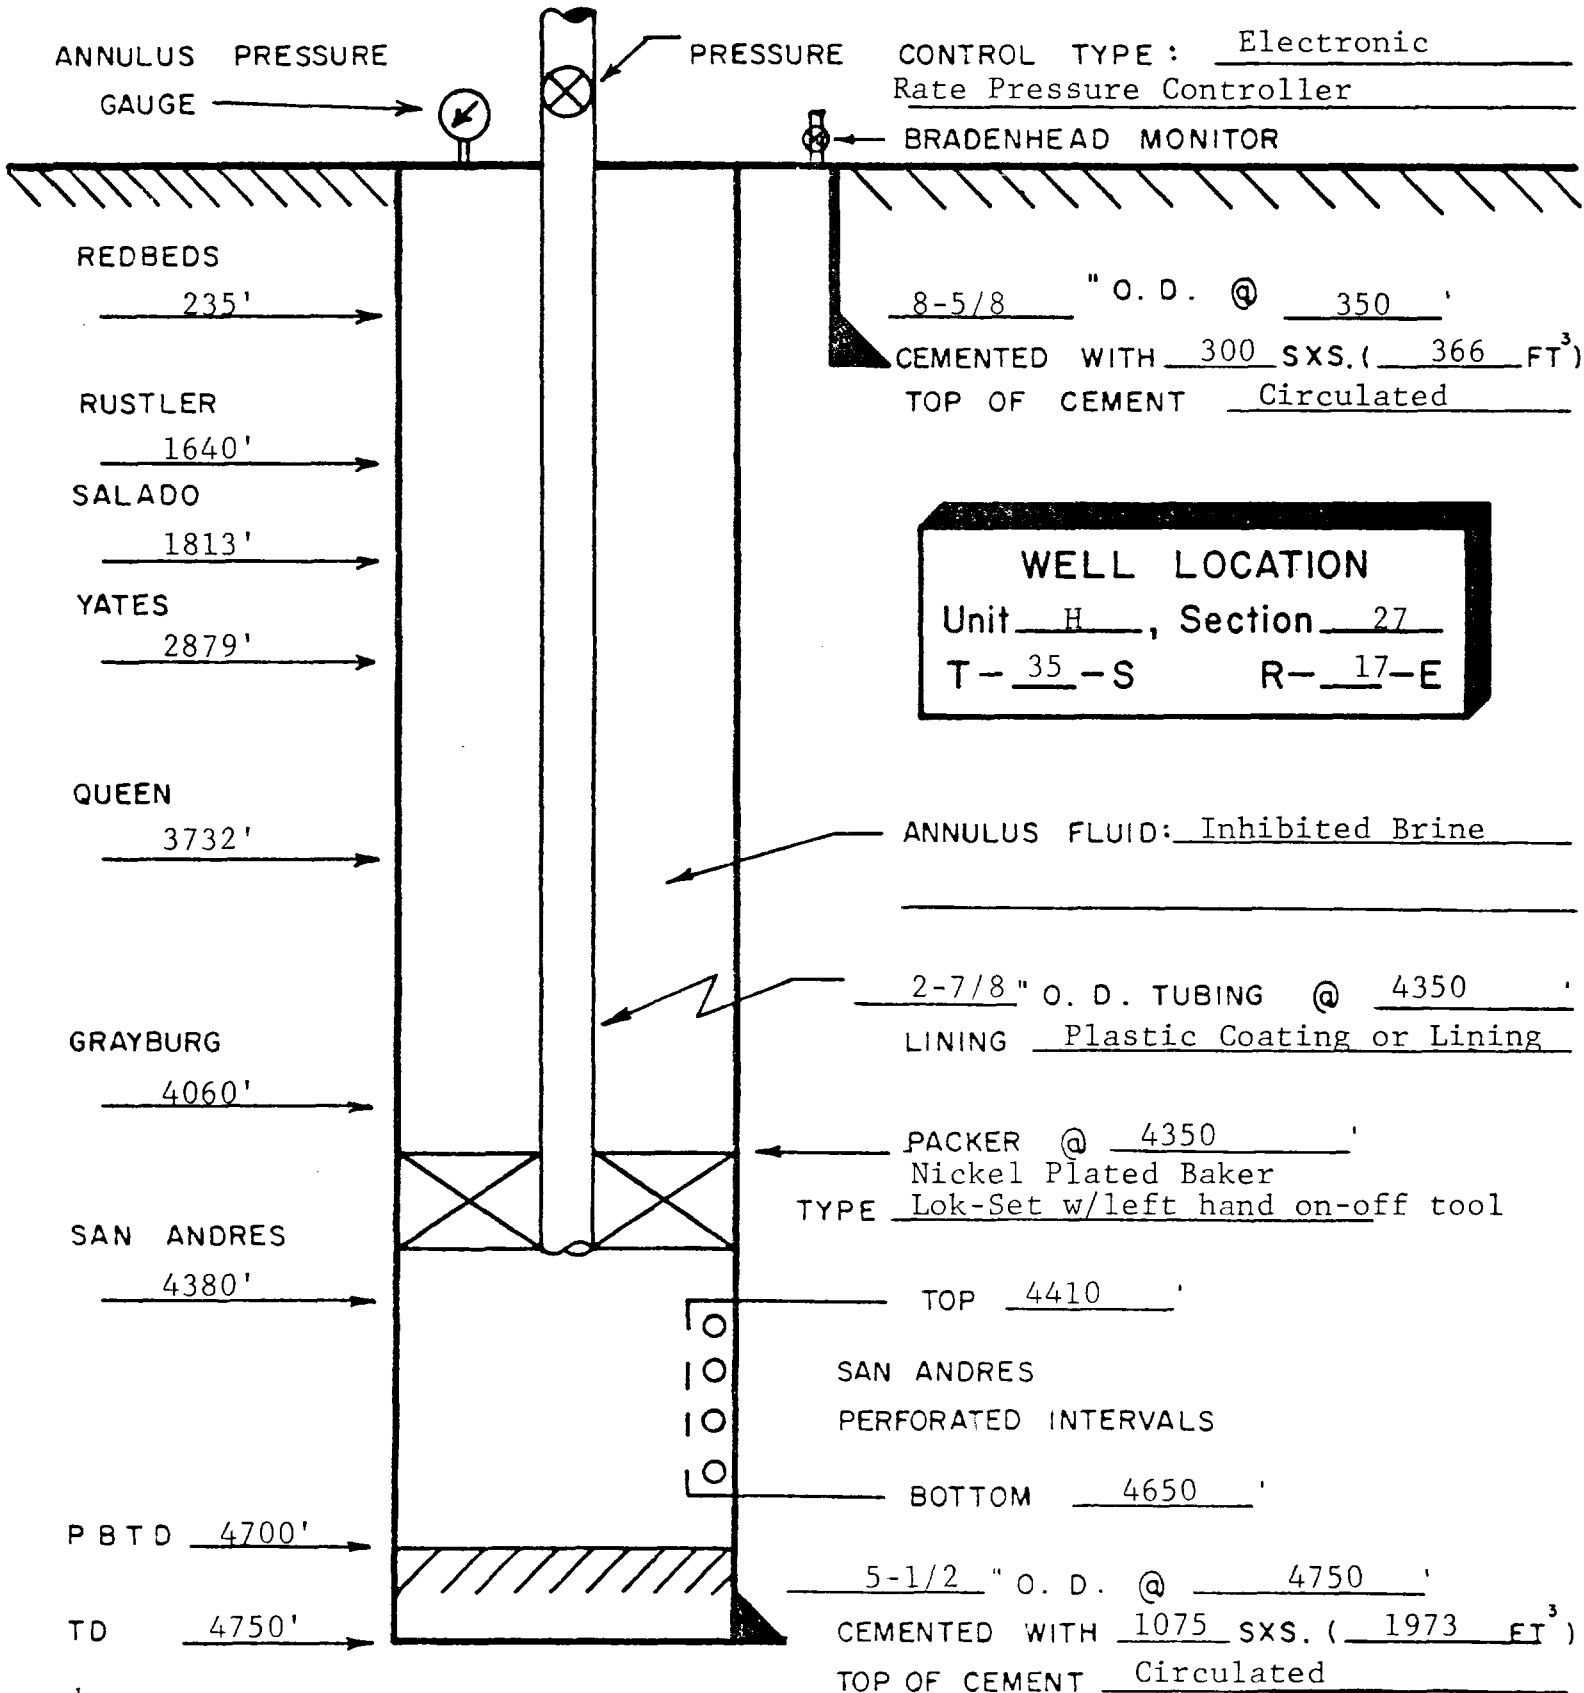 ANNULUS PRESSURE
GAUGE
PRESSURE CONTROL TYPE: Electronic
Rate Pressure Controller
BRADENHEAD MONITOR
REDBEDS
235'
8-5/8 " O.D. @ 350 '
CEMENTED WITH 300 SXS. ( 366 FT³)
TOP OF CEMENT Circulated
RUSTLER
1640'
SALADO
1813'
YATES
2879'
WELL LOCATION
Unit H , Section 27
T- 35 -S R- 17 -E
QUEEN
3732'
ANNULUS FLUID: Inhibited Brine
2-7/8 " O. D. TUBING @ 4350 '
LINING Plastic Coating or Lining
GRAYBURG
4060'
PACKER @ 4350 '
Nickel Plated Baker
TYPE Lok-Set w/left hand on-off tool
SAN ANDRES
4380'
TOP 4410 '
SAN ANDRES
PERFORATED INTERVALS
BOTTOM 4650 '
PBTD 4700'
5-1/2 " O. D. @ 4750 '
TD 4750'
CEMENTED WITH 1075 SXS. ( 1973 FT³)
TOP OF CEMENT Circulated